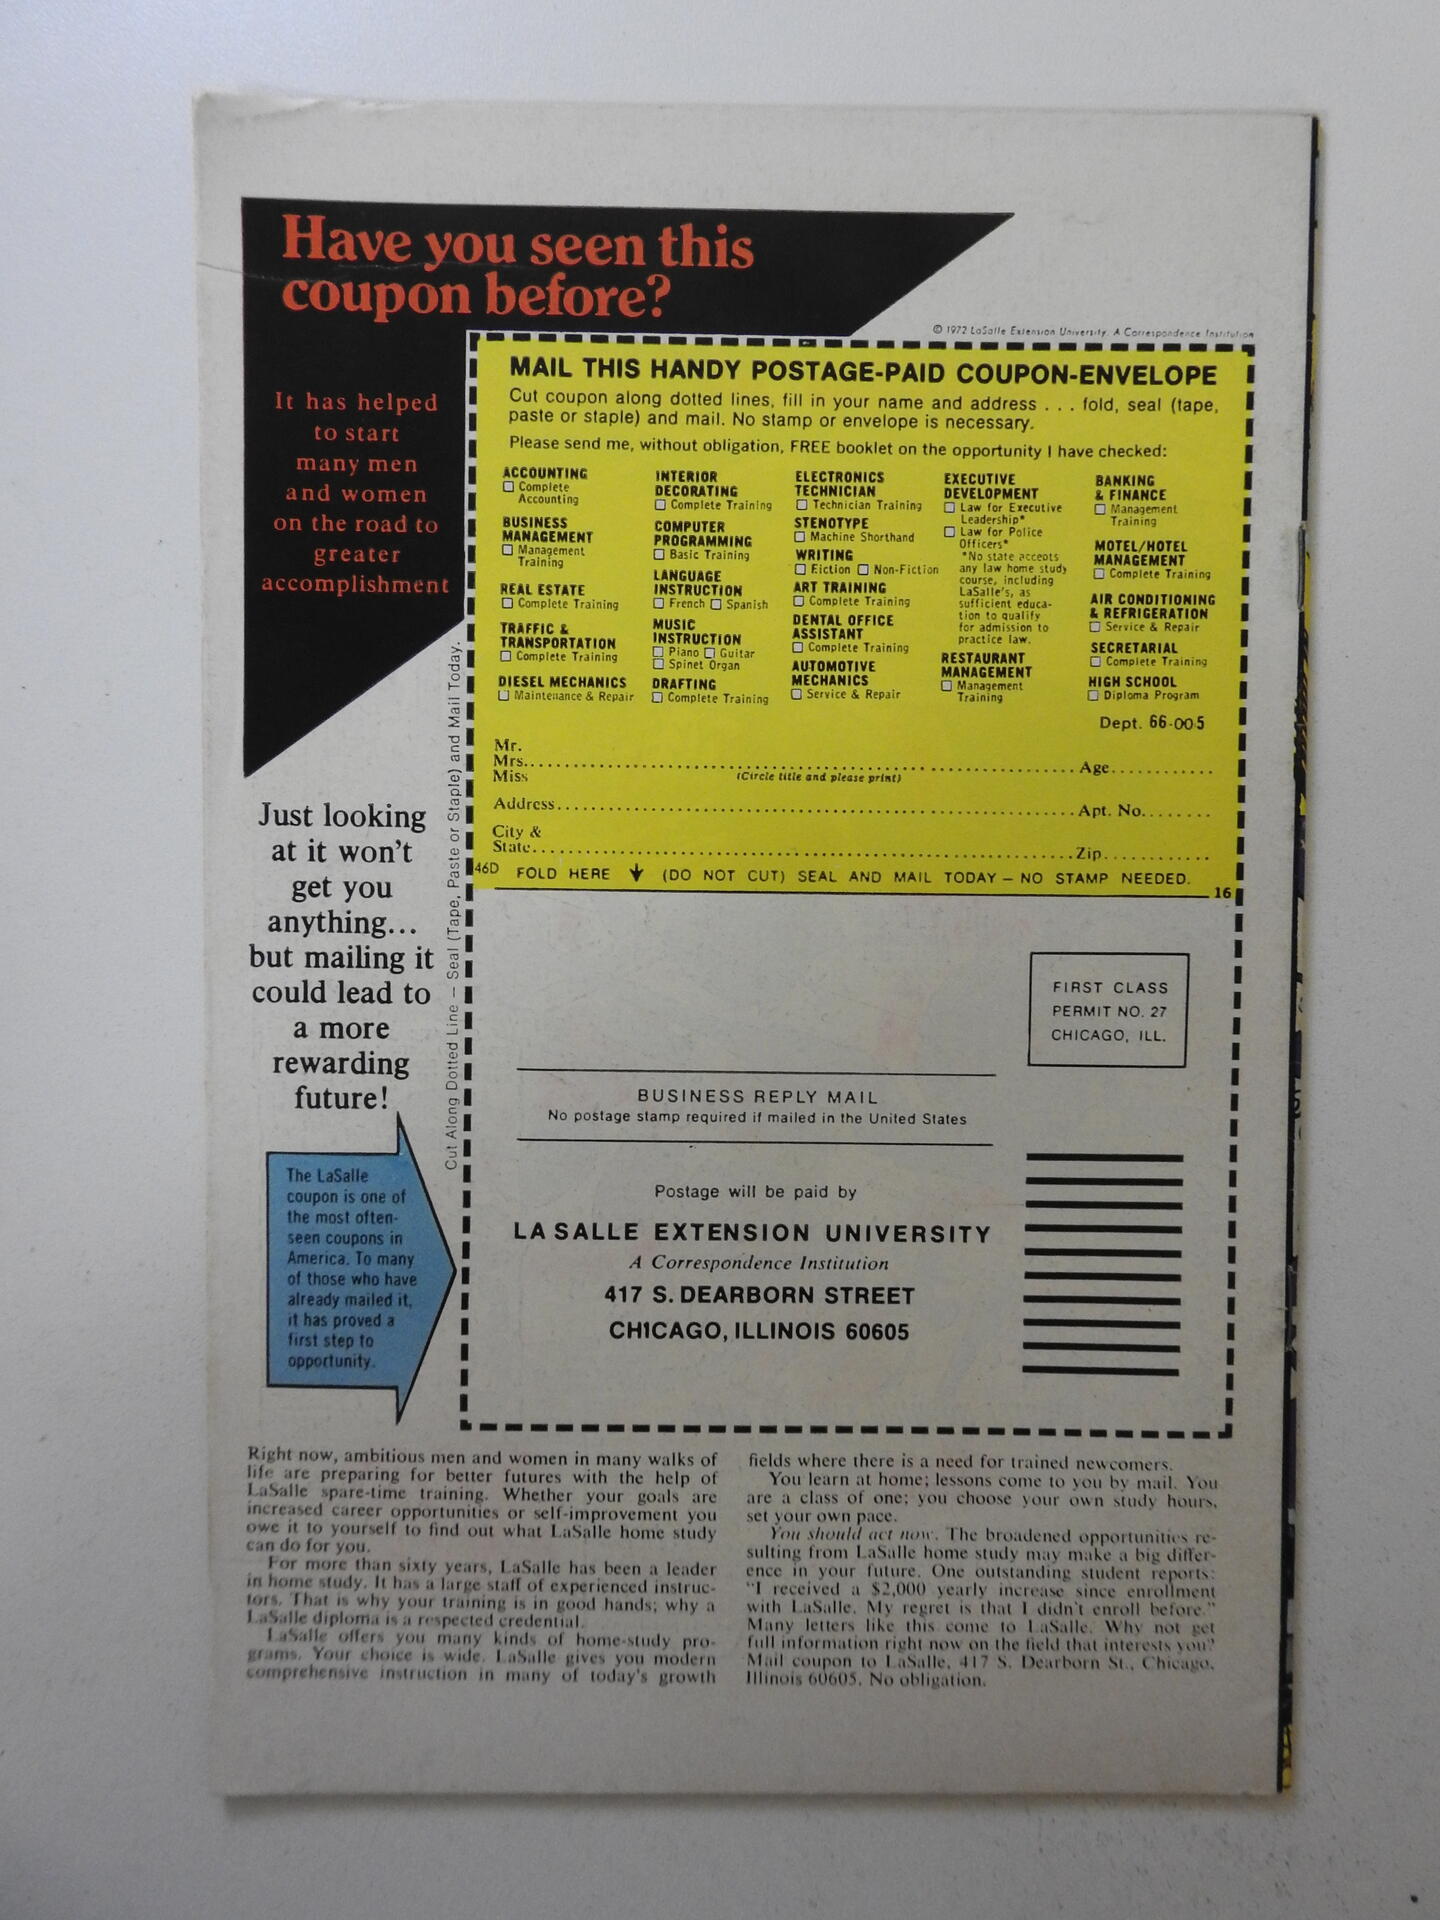 Have you seen this
coupon before?
It has helped
to start
many men
and women
on the road to
greater
accomplishment
Just looking
at it won't
get you
anything...
but mailing it
could lead to
a more
rewarding
future!
The LaSalle
coupon is one of
the most often-
seen coupons in
America. To many
of those who have
already mailed it,
it has proved a
first step to
opportunity.
Cut Along Dotted Line – Seal (Tape, Paste or Staple) and Mail Today.
© 1972 LaSalle Extension University. A Correspondence Institution
MAIL THIS HANDY POSTAGE-PAID COUPON-ENVELOPE
Cut coupon along dotted lines, fill in your name and address . . . fold, seal (tape,
paste or staple) and mail. No stamp or envelope is necessary.
Please send me, without obligation, FREE booklet on the opportunity I have checked:
ACCOUNTING
☐ Complete
Accounting
BUSINESS
MANAGEMENT
☐ Management
Training
REAL ESTATE
☐ Complete Training
TRAFFIC &
TRANSPORTATION
☐ Complete Training
DIESEL MECHANICS
☐ Maintenance & Repair
INTERIOR
DECORATING
☐ Complete Training
COMPUTER
PROGRAMMING
☐ Basic Training
LANGUAGE
INSTRUCTION
☐ French ☐ Spanish
MUSIC
INSTRUCTION
☐ Piano ☐ Guitar
☐ Spinet Organ
DRAFTING
☐ Complete Training
ELECTRONICS
TECHNICIAN
☐ Technician Training
STENOTYPE
☐ Machine Shorthand
WRITING
☐ Fiction ☐ Non-Fiction
ART TRAINING
☐ Complete Training
DENTAL OFFICE
ASSISTANT
☐ Complete Training
AUTOMOTIVE
MECHANICS
☐ Service & Repair
EXECUTIVE
DEVELOPMENT
☐ Law for Executive
Leadership*
☐ Law for Police
Officers*
*No state accepts
any law home study
course, including
LaSalle's, as
sufficient educa-
tion to qualify
for admission to
practice law.
RESTAURANT
MANAGEMENT
☐ Management
Training
BANKING
& FINANCE
☐ Management
Training
MOTEL/HOTEL
MANAGEMENT
☐ Complete Training
AIR CONDITIONING
& REFRIGERATION
☐ Service & Repair
SECRETARIAL
☐ Complete Training
HIGH SCHOOL
☐ Diploma Program
Dept. 66-005
Mr.
Mrs. Age
Miss (Circle title and please print)
Address Apt. No.
City &
State Zip
46D FOLD HERE ↓ (DO NOT CUT) SEAL AND MAIL TODAY – NO STAMP NEEDED.
16
FIRST CLASS
PERMIT NO. 27
CHICAGO, ILL.
BUSINESS REPLY MAIL
No postage stamp required if mailed in the United States
Postage will be paid by
LA SALLE EXTENSION UNIVERSITY
A Correspondence Institution
417 S. DEARBORN STREET
CHICAGO, ILLINOIS 60605
Right now, ambitious men and women in many walks of
life are preparing for better futures with the help of
LaSalle spare-time training. Whether your goals are
increased career opportunities or self-improvement you
owe it to yourself to find out what LaSalle home study
can do for you.
For more than sixty years, LaSalle has been a leader
in home study. It has a large staff of experienced instruc-
tors. That is why your training is in good hands; why a
LaSalle diploma is a respected credential.
LaSalle offers you many kinds of home-study pro-
grams. Your choice is wide. LaSalle gives you modern
comprehensive instruction in many of today's growth
fields where there is a need for trained newcomers.
You learn at home; lessons come to you by mail. You
are a class of one; you choose your own study hours,
set your own pace.
You should act now. The broadened opportunities re-
sulting from LaSalle home study may make a big differ-
ence in your future. One outstanding student reports:
"I received a $2,000 yearly increase since enrollment
with LaSalle. My regret is that I didn't enroll before."
Many letters like this come to LaSalle. Why not get
full information right now on the field that interests you?
Mail coupon to LaSalle, 417 S. Dearborn St., Chicago,
Illinois 60605. No obligation.